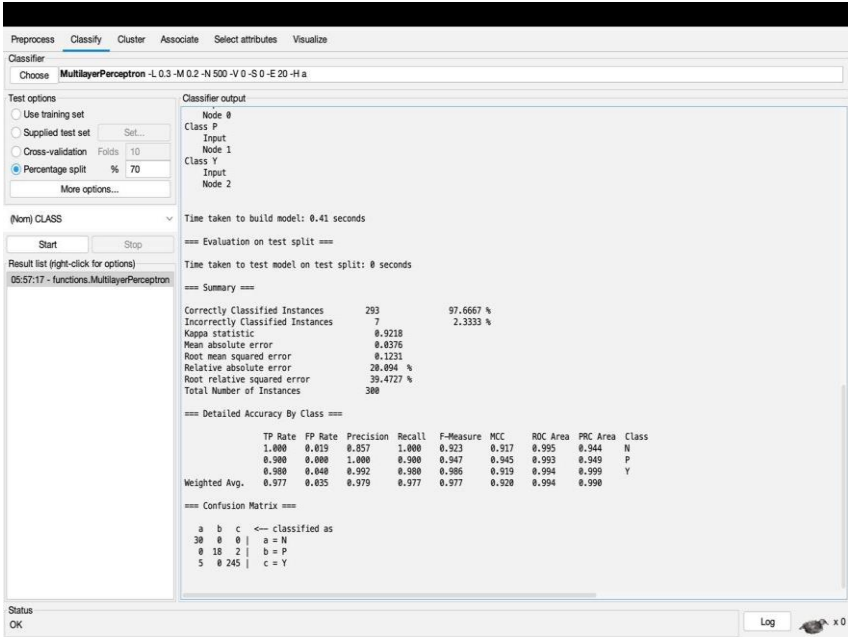 Preprocess Classify Cluster Associate Select attributes Visualize
Classifier
Choose MultilayerPerceptron -L 0.3 -M 0.2 -N 500 -V 0 -S 0 -E 20 -H a
Test options
Use training set
Supplied test set Set...
Cross-validation Folds 10
Percentage split % 70
More options...
(Nom) CLASS
Start Stop
Result list (right-click for options)
05:57:17 - functions.MultilayerPerceptron
Classifier output
Node 0
Class P
Input
Node 1
Class Y
Input
Node 2
Time taken to build model: 0.41 seconds
=== Evaluation on test split ===
Time taken to test model on test split: 0 seconds
=== Summary ===
Correctly Classified Instances 293 97.6667 %
Incorrectly Classified Instances 7 2.3333 %
Kappa statistic 0.9218
Mean absolute error 0.0376
Root mean squared error 0.1231
Relative absolute error 20.094 %
Root relative squared error 39.4727 %
Total Number of Instances 300
=== Detailed Accuracy By Class ===
TP Rate FP Rate Precision Recall F-Measure MCC ROC Area PRC Area Class
1.000 0.019 0.857 1.000 0.923 0.917 0.995 0.944 N
0.900 0.000 1.000 0.900 0.947 0.945 0.993 0.949 P
0.980 0.040 0.992 0.980 0.986 0.919 0.994 0.999 Y
Weighted Avg. 0.977 0.035 0.979 0.977 0.977 0.920 0.994 0.990
=== Confusion Matrix ===
a b c <-- classified as
30 0 0 | a = N
0 18 2 | b = P
5 0 245 | c = Y
Status
OK
Log x 0